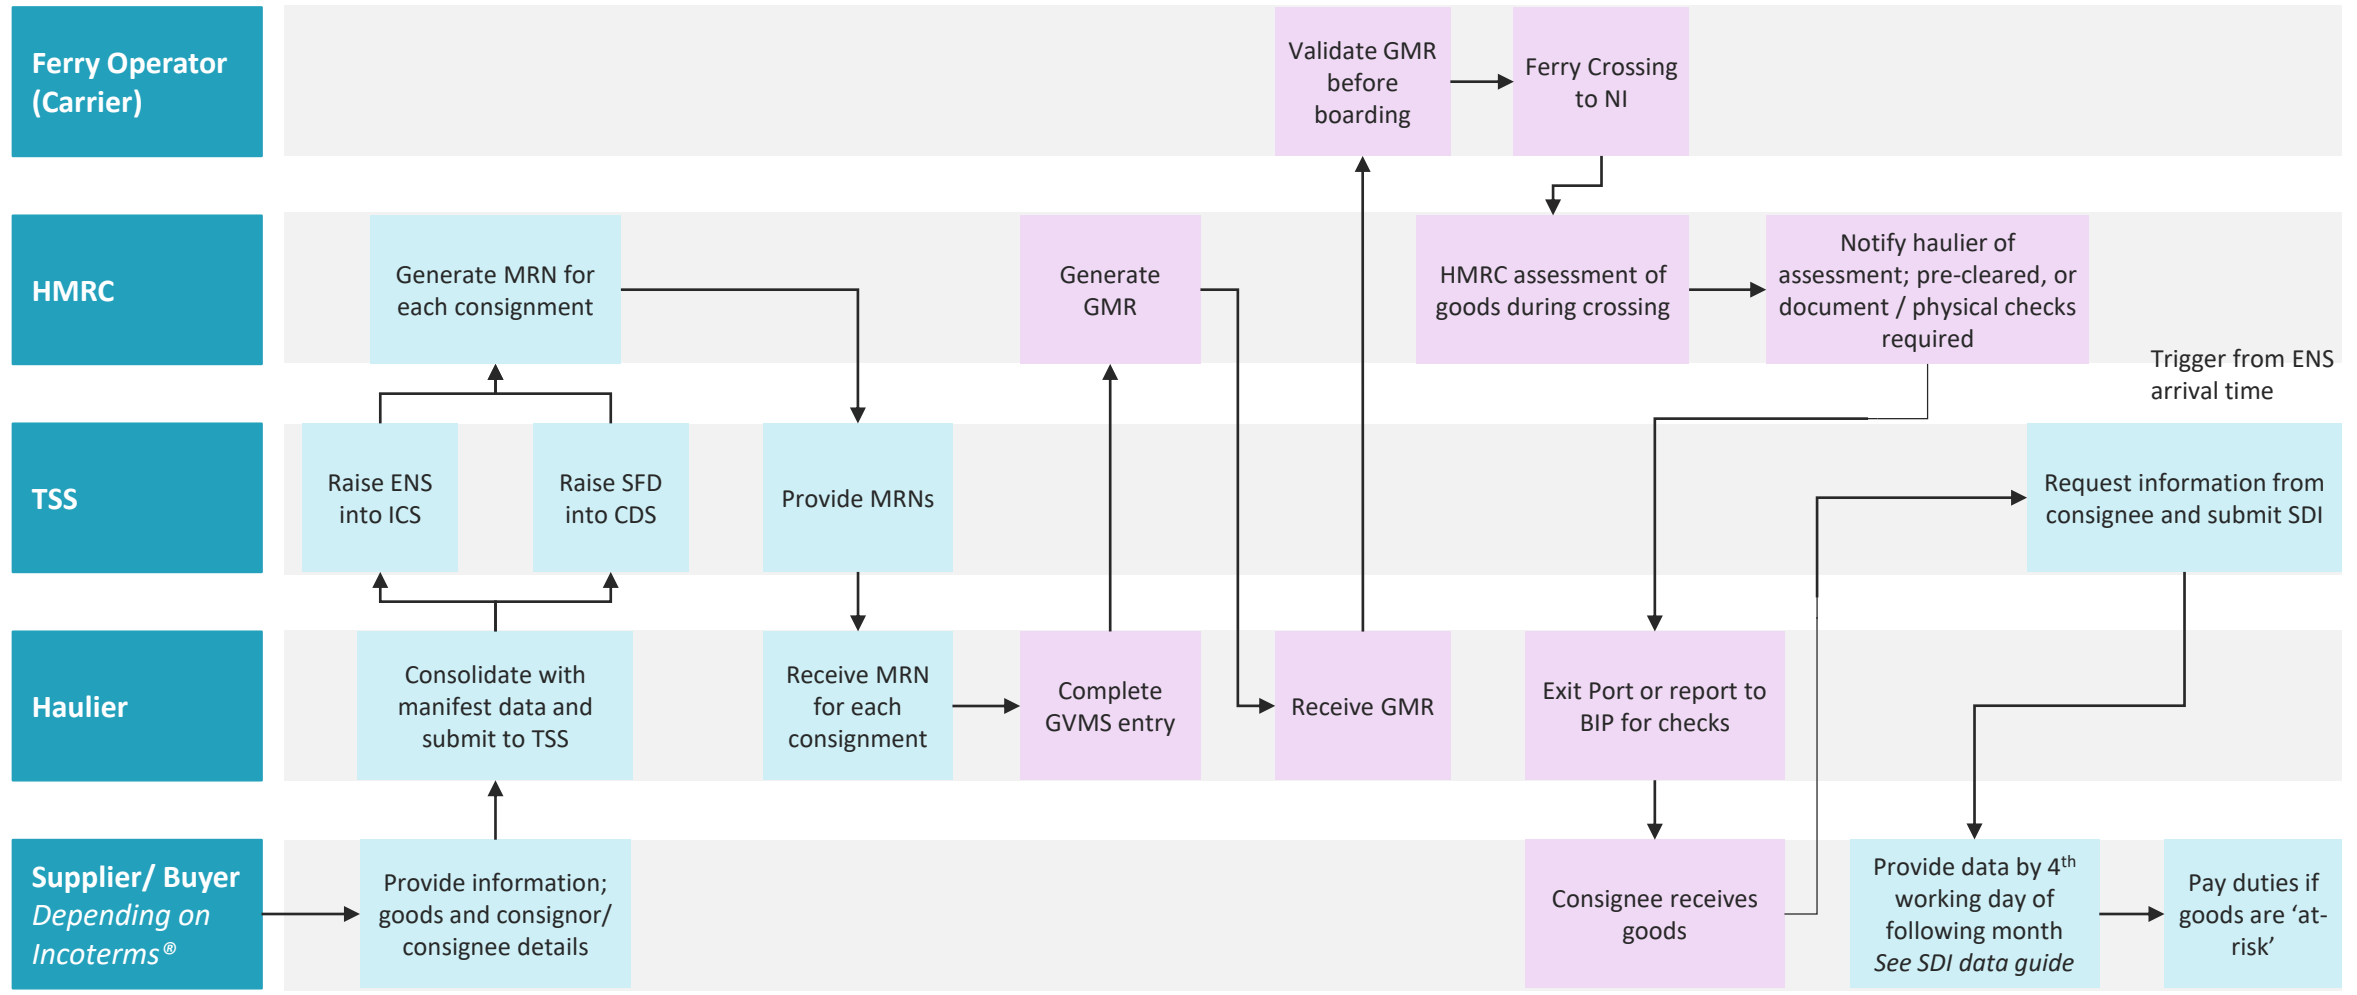 Ferry Operator
(Carrier)
Validate GMR
before
boarding
Ferry Crossing
to NI
HMRC
Generate MRN for
each consignment
Generate
GMR
HMRC assessment of
goods during crossing
Notify haulier of
assessment; pre-cleared, or
document / physical checks
required
Trigger from ENS
arrival time
TSS
Raise ENS
into ICS
Raise SFD
into CDS
Provide MRNs
Request information from
consignee and submit SDI
Haulier
Consolidate with
manifest data and
submit to TSS
Receive MRN
for each
consignment
Complete
GVMS entry
Receive GMR
Exit Port or report to
BIP for checks
Supplier/ Buyer
Depending on
Incoterms®
Provide information;
goods and consignor/
consignee details
Consignee receives
goods
Provide data by 4th
working day of
following month
See SDI data guide
Pay duties if
goods are ‘at-
risk’